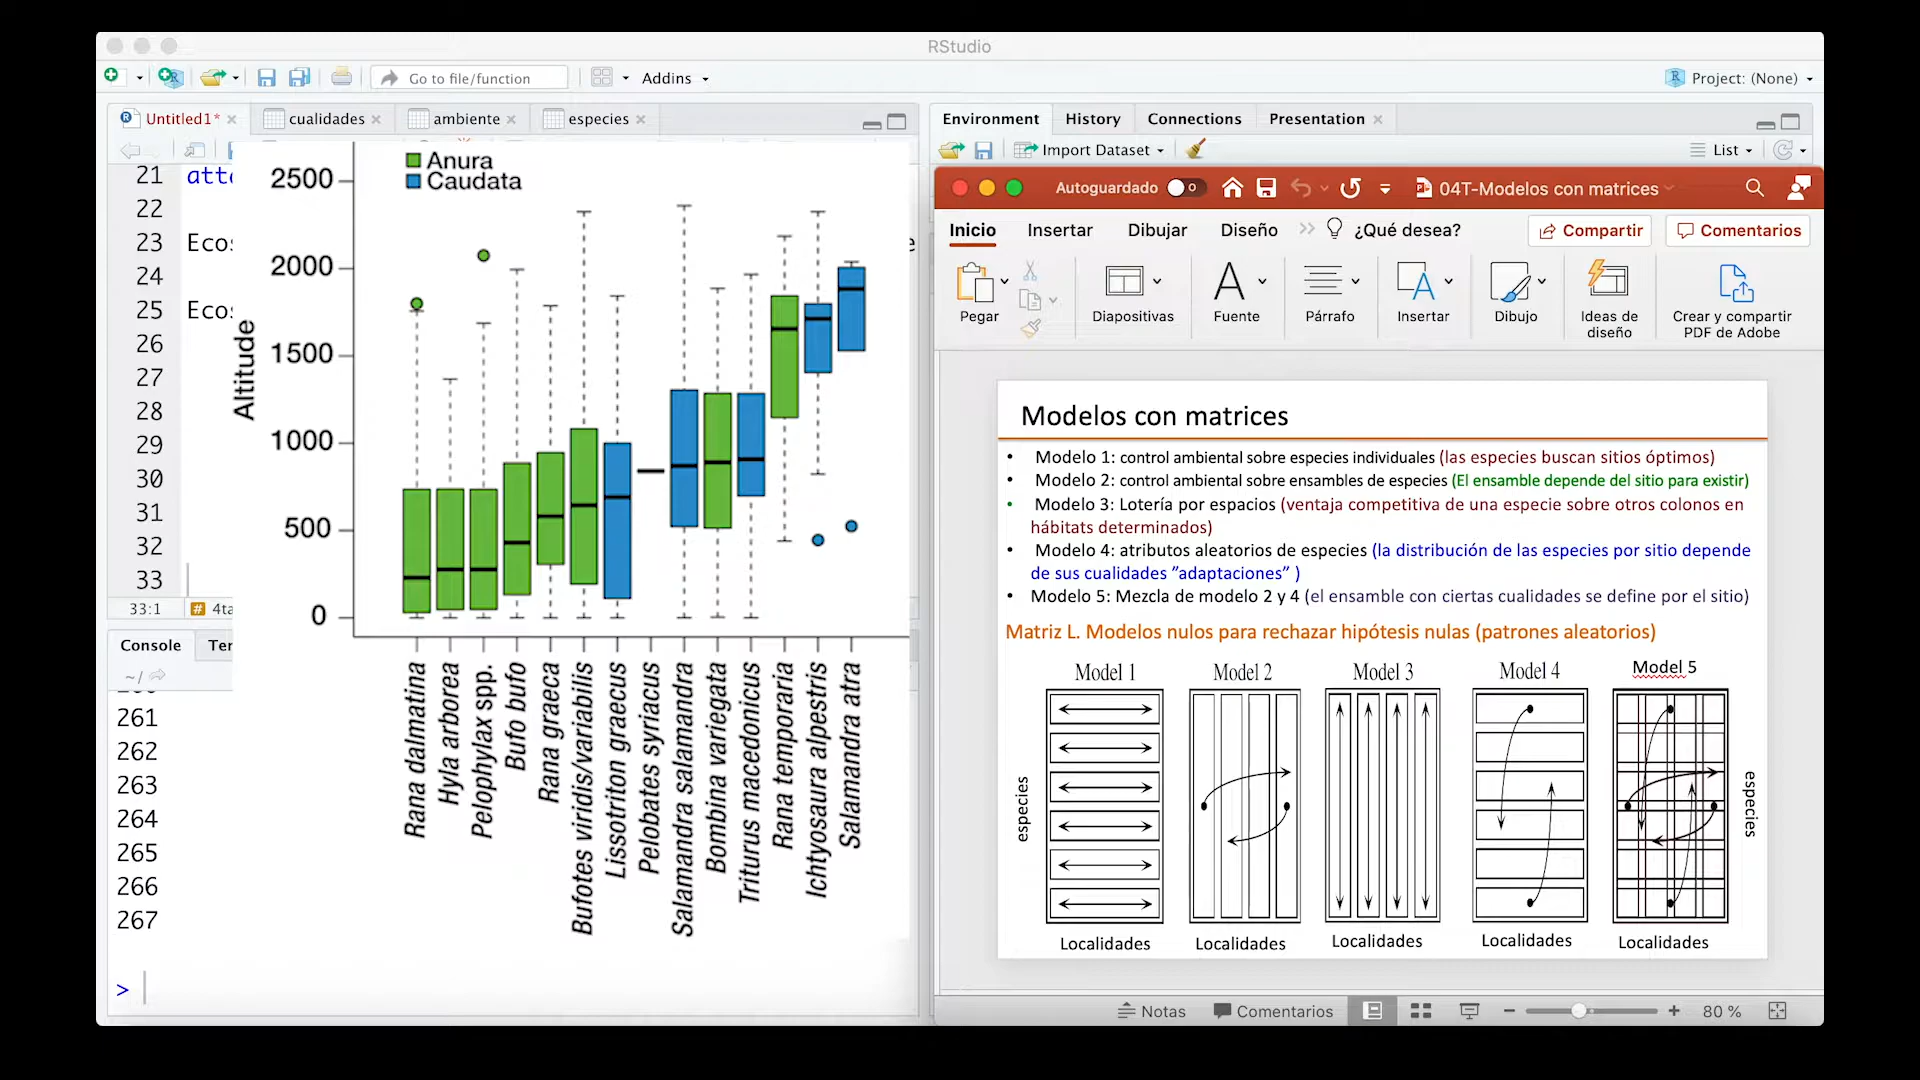 RStudio
Go to file/function
Addins
Project: (None)
Untitled1*
cualidades
ambiente
especies
21
att
22
23
Ecos
24
25
Ecos
26
27
28
29
30
31
32
33
33:1
Console
~/
261
262
263
264
265
266
267
>
Anura
Caudata
Altitude
2500
2000
1500
1000
500
0
Rana dalmatina
Hyla arborea
Pelophylax spp.
Bufo bufo
Rana graeca
Bufotes viridis/variabilis
Lissotriton graecus
Pelobates syriacus
Salamandra salamandra
Bombina variegata
Triturus macedonicus
Rana temporaria
Ichtyosaura alpestris
Salamandra atra
Environment
History
Connections
Presentation
Import Dataset
List
Autoguardado
04T-Modelos con matrices
Inicio
Insertar
Dibujar
Diseño
¿Qué desea?
Compartir
Comentarios
Pegar
Diapositivas
Fuente
Párrafo
Insertar
Dibujo
Ideas de
diseño
Crear y compartir
PDF de Adobe
Modelos con matrices
• Modelo 1: control ambiental sobre especies individuales (las especies buscan sitios óptimos)
• Modelo 2: control ambiental sobre ensambles de especies (El ensamble depende del sitio para existir)
• Modelo 3: Lotería por espacios (ventaja competitiva de una especie sobre otros colonos en
hábitats determinados)
• Modelo 4: atributos aleatorios de especies (la distribución de las especies por sitio depende
de sus cualidades ”adaptaciones” )
• Modelo 5: Mezcla de modelo 2 y 4 (el ensamble con ciertas cualidades se define por el sitio)
Matriz L. Modelos nulos para rechazar hipótesis nulas (patrones aleatorios)
Model 1
Model 2
Model 3
Model 4
Model 5
especies
especies
Localidades
Localidades
Localidades
Localidades
Localidades
Notas
Comentarios
80 %